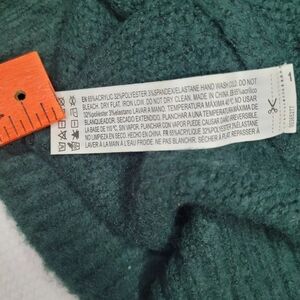 EN 65%ACRYLIC 32%POLYESTER 3%SPANDEX/ELASTANE HAND WASH COLD. DO NOT
BLEACH. DRY FLAT. IRON LOW. DO NOT DRY CLEAN. MADE IN CHINA.
32%poliéster 3%elastano LAVADO A MANO. TEMPERATURA MÁXIMA 40°C NO USAR
BLANQUEADOR. SECADO EXTENDIDO. PLANCHAR A UNA TEMPERATURA MÁXIMA DE
LA BASE DE 110°C, SIN VAPOR. PLANCHAR CON VAPOR PUEDE CAUSAR DAÑO IRREVERSIBLE.
NO LAVAR EN SECO. HECHO EN CHINA. FR 65%ACRYLIQUE 32%POLYESTER 3%ÉLASTANE
LAVER À LA MAIN À L'EAU FROIDE. NE PAS BLANCHIR. SÉCHER À PLAT. REPASSER À